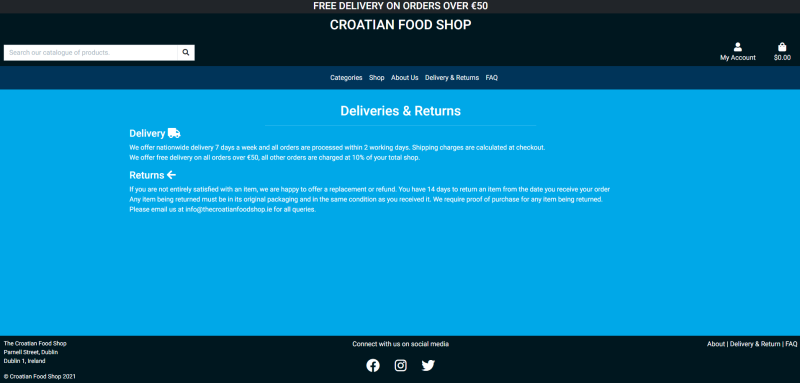 FREE DELIVERY ON ORDERS OVER €50
CROATIAN FOOD SHOP
Search our catalogue of products.
My Account
$0.00
Categories Shop About Us Delivery & Returns FAQ
Deliveries & Returns
Delivery
We offer nationwide delivery 7 days a week and all orders are processed within 2 working days. Shipping charges are calculated at checkout.
We offer free delivery on all orders over €50, all other orders are charged at 10% of your total shop.
Returns
If you are not entirely satisfied with an item, we are happy to offer a replacement or refund. You have 14 days to return an item from the date you receive your order
Any item being returned must be in its original packaging and in the same condition as you received it. We require proof of purchase for any item being returned.
Please email us at info@thecroatianfoodshop.ie for all queries.
The Croatian Food Shop
Parnell Street, Dublin
Dublin 1, Ireland
© Croatian Food Shop 2021
Connect with us on social media
About | Delivery & Return | FAQ